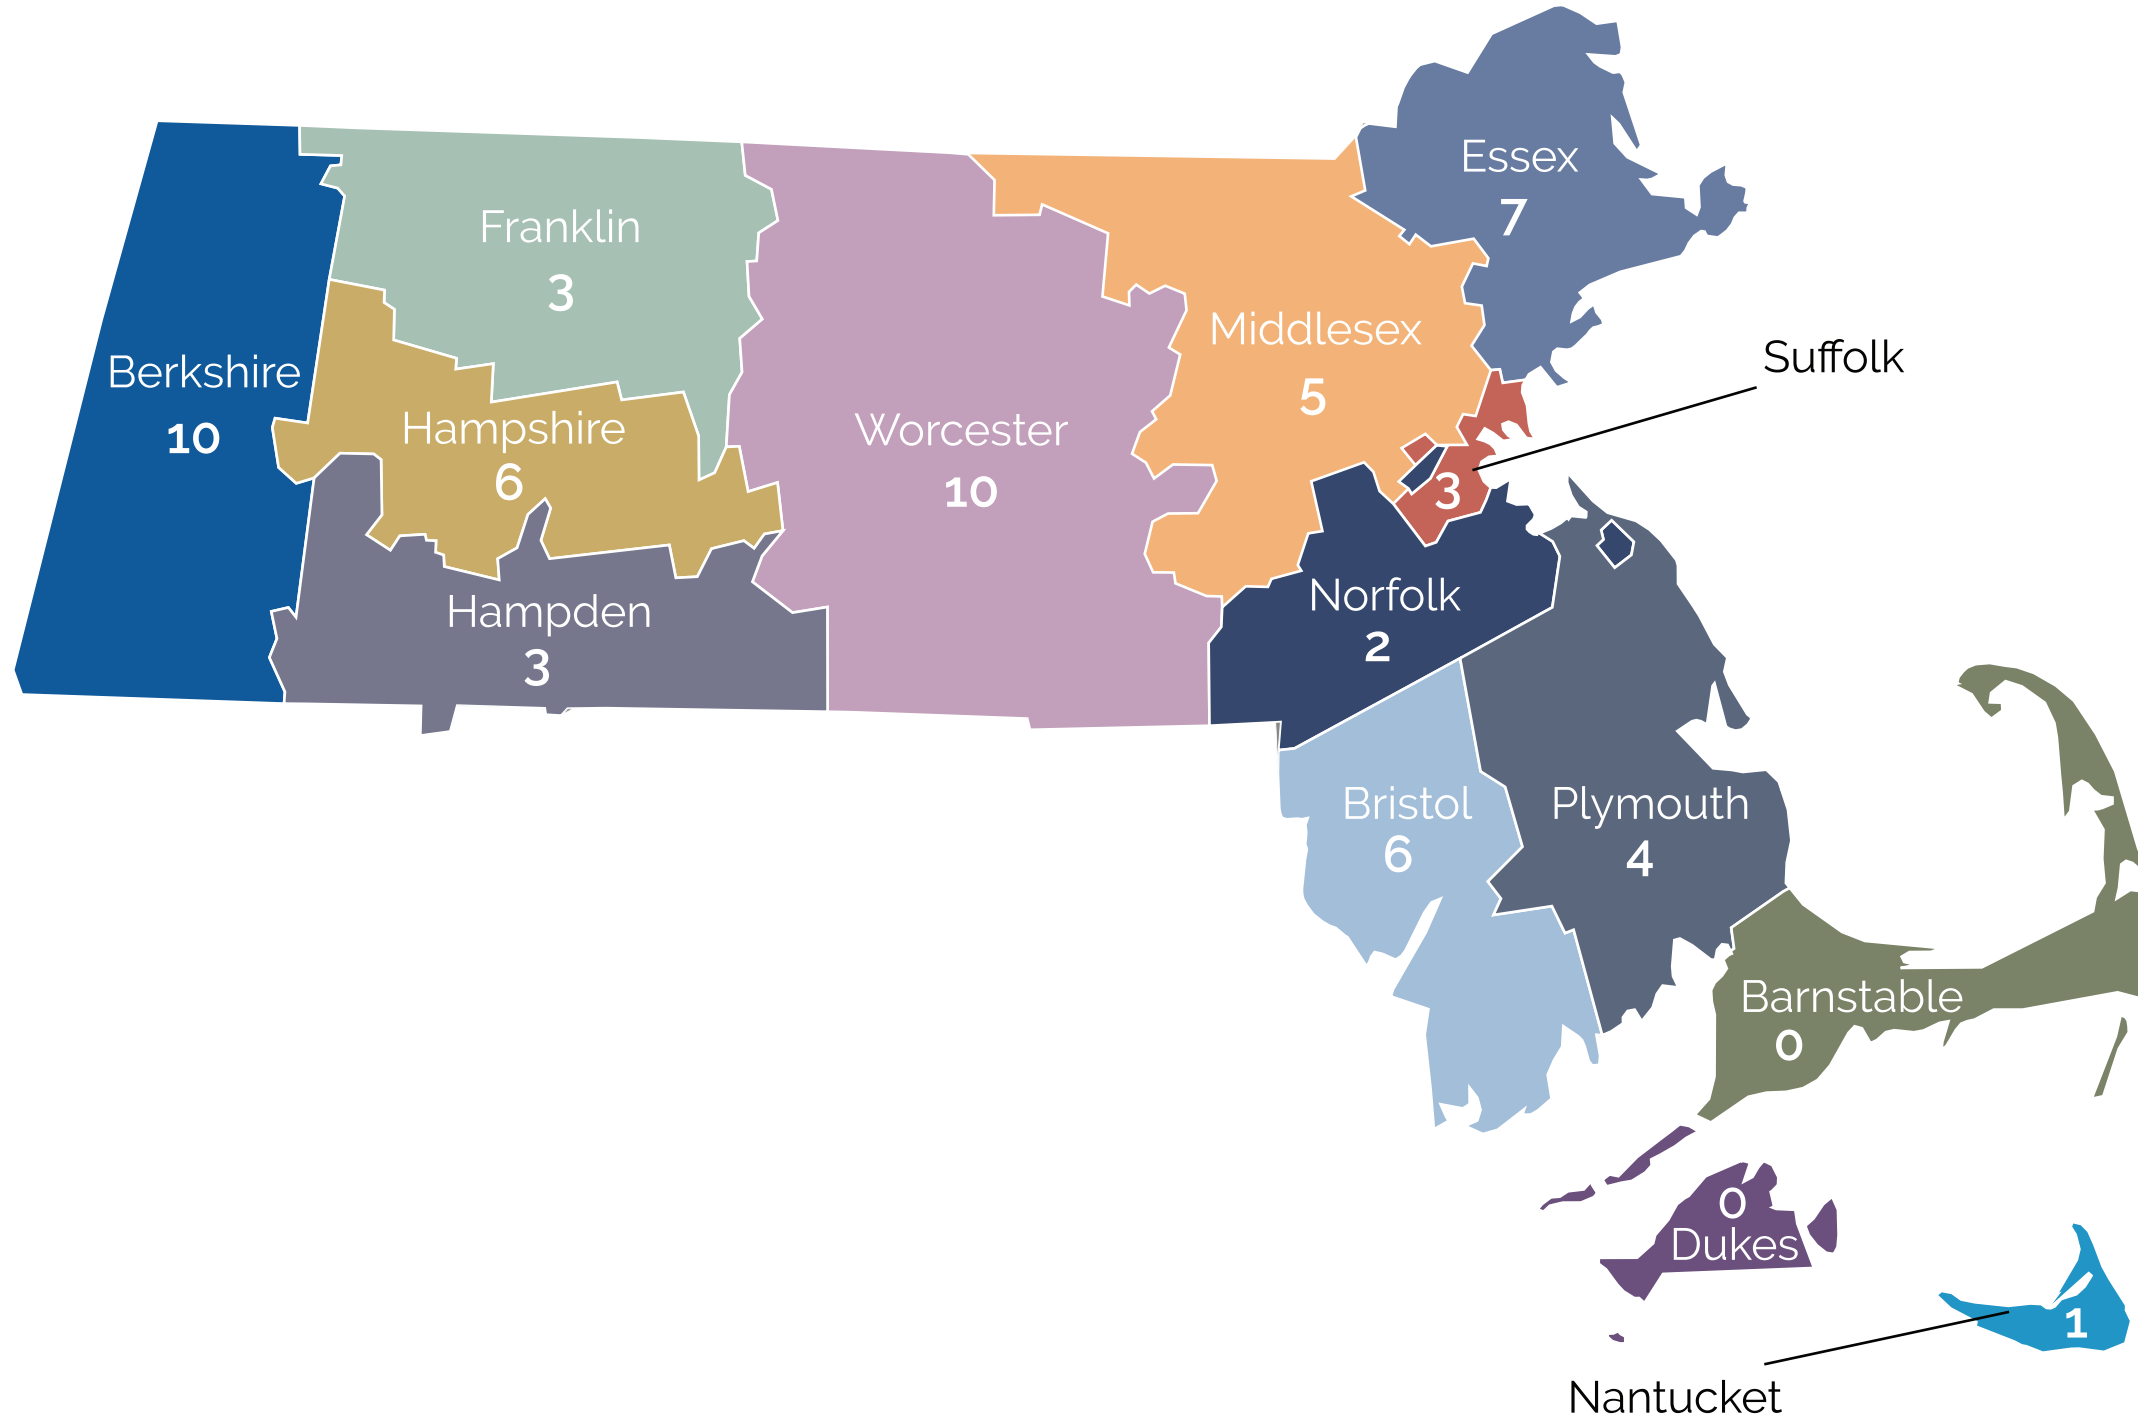 Essex
7
Franklin
3
Middlesex
5
Suffolk
3
Berkshire
10
Hampshire
6
Worcester
10
Hampden
3
Norfolk
2
Bristol
6
Plymouth
4
Barnstable
0
0
Dukes
1
Nantucket